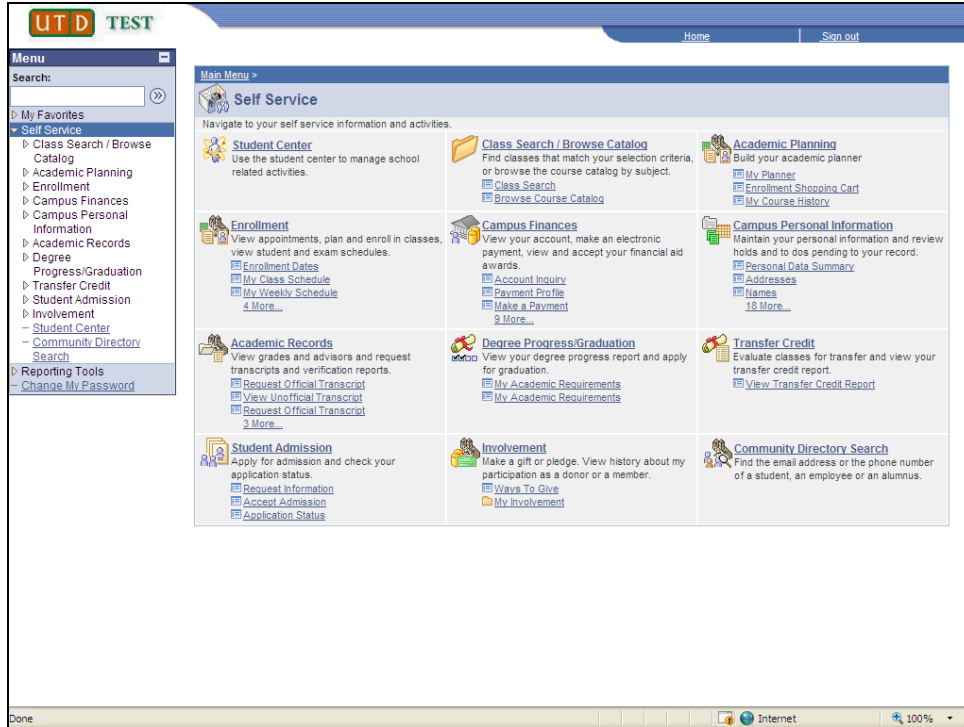 UTD TEST
Home Sign out
Menu
Search:
My Favorites
Self Service
Class Search / Browse
Catalog
Academic Planning
Enrollment
Campus Finances
Campus Personal
Information
Academic Records
Degree
Progress/Graduation
Transfer Credit
Student Admission
Involvement
Student Center
Community Directory
Search
Reporting Tools
Change My Password
Main Menu >
Self Service
Navigate to your self service information and activities.
Student Center
Use the student center to manage school
related activities.
Class Search / Browse Catalog
Find classes that match your selection criteria,
or browse the course catalog by subject.
Class Search
Browse Course Catalog
Academic Planning
Build your academic planner
My Planner
Enrollment Shopping Cart
My Course History
Enrollment
View appointments, plan and enroll in classes,
view student and exam schedules.
Enrollment Dates
My Class Schedule
My Weekly Schedule
4 More...
Campus Finances
View your account, make an electronic
payment, view and accept your financial aid
awards.
Account Inquiry
Payment Profile
Make a Payment
9 More...
Campus Personal Information
Maintain your personal information and review
holds and to dos pending to your record.
Personal Data Summary
Addresses
Names
18 More...
Academic Records
View grades and advisors and request
transcripts and verification reports.
Request Official Transcript
View Unofficial Transcript
Request Official Transcript
3 More...
Degree Progress/Graduation
View your degree progress report and apply
for graduation.
My Academic Requirements
My Academic Requirements
Transfer Credit
Evaluate classes for transfer and view your
transfer credit report.
View Transfer Credit Report
Student Admission
Apply for admission and check your
application status.
Request Information
Accept Admission
Application Status
Involvement
Make a gift or pledge. View history about my
participation as a donor or a member.
Ways To Give
My Involvement
Community Directory Search
Find the email address or the phone number
of a student, an employee or an alumnus.
Done
Internet
100%